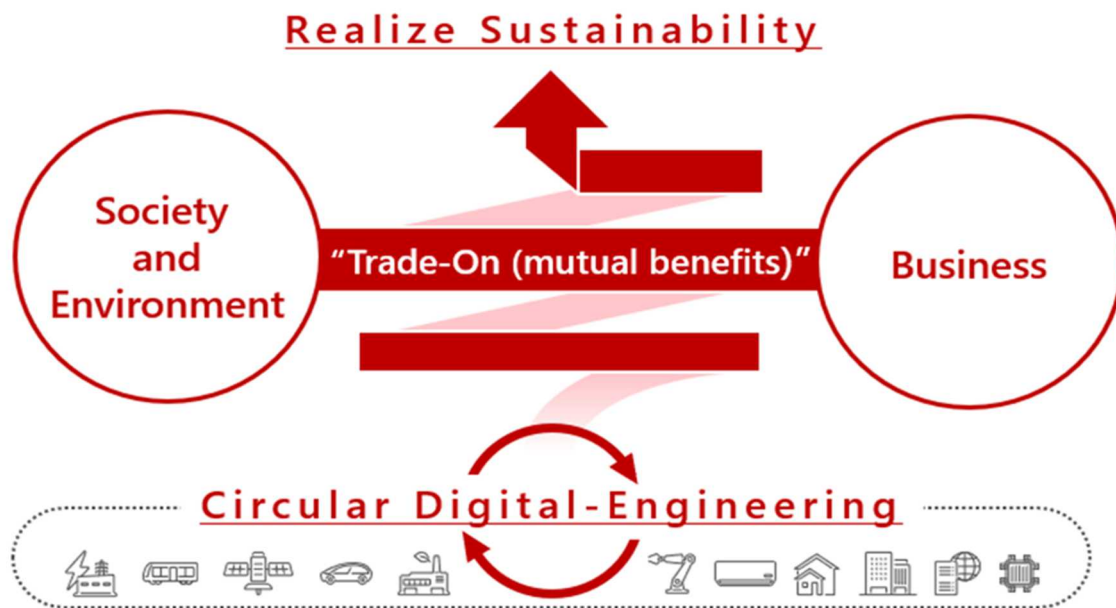 Realize Sustainability
Society
and
Environment
“Trade-On (mutual benefits)”
Business
Circular Digital-Engineering